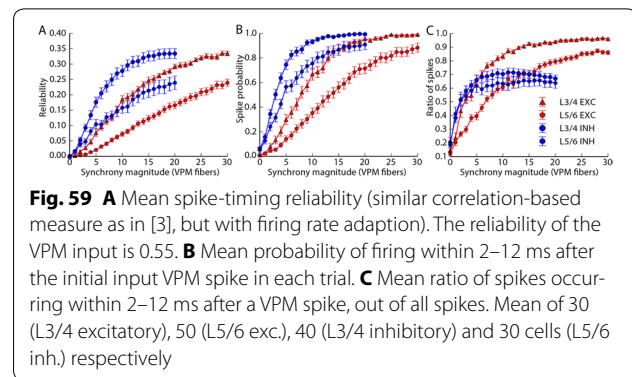 A
B
C
0.40
0.35
0.30
0.25
0.20
0.15
0.10
0.05
0.00
Reliability
0 5 10 15 20 25 30
Synchrony magnitude (VPM fibers)
1.0
0.8
0.6
0.4
0.2
0.0
Spike probability
0 5 10 15 20 25 30
Synchrony magnitude (VPM fibers)
1.0
0.9
0.8
0.7
0.6
0.5
0.4
0.3
0.2
0.1
Ratio of spikes
L3/4 EXC
L5/6 EXC
L3/4 INH
L5/6 INH
0 5 10 15 20 25 30
Synchrony magnitude (VPM fibers)
Fig. 59 A Mean spike-timing reliability (similar correlation-based
measure as in [3], but with firing rate adaption). The reliability of the
VPM input is 0.55. B Mean probability of firing within 2–12 ms after
the initial input VPM spike in each trial. C Mean ratio of spikes occur-
ring within 2–12 ms after a VPM spike, out of all spikes. Mean of 30
(L3/4 excitatory), 50 (L5/6 exc.), 40 (L3/4 inhibitory) and 30 cells (L5/6
inh.) respectively